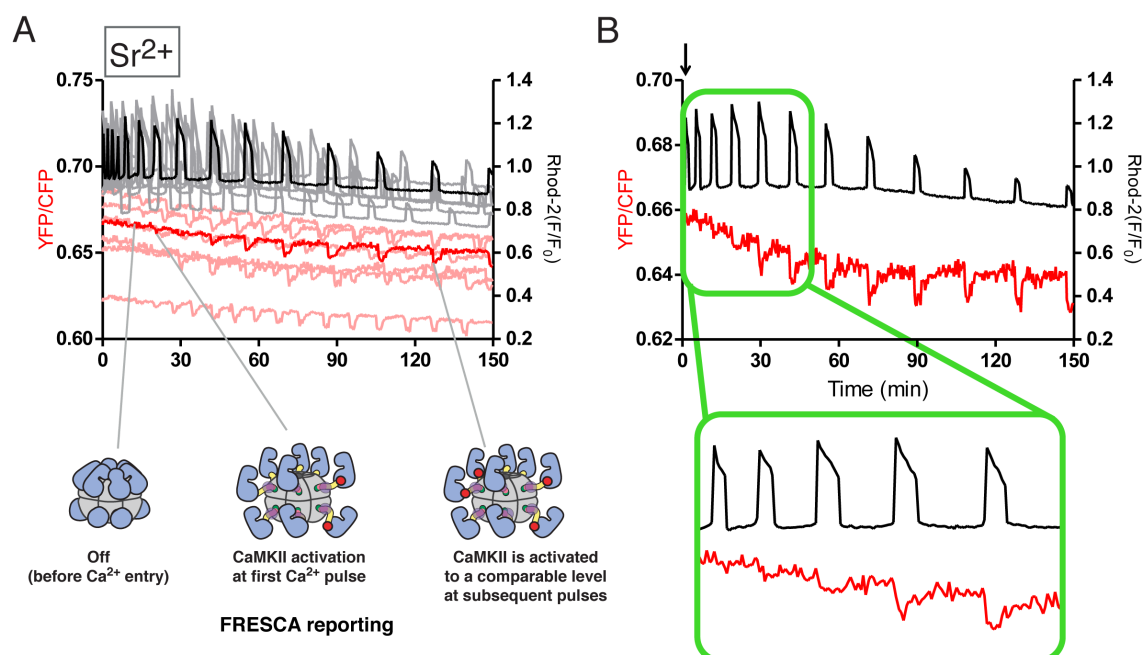 A
B
Sr2+
0.75
0.70
0.65
0.60
YFP/CFP
1.4
1.2
1.0
0.8
0.6
0.4
0.2
Rhod-2(F/F0)
0
30
60
90
120
150
0.70
0.68
0.66
0.64
0.62
YFP/CFP
1.4
1.2
1.0
0.8
0.6
0.4
0.2
Rhod-2(F/F0)
0
30
60
90
120
150
Time (min)
Off
(before Ca2+ entry)
CaMKII activation
at first Ca2+ pulse
CaMKII is activated
to a comparable level
at subsequent pulses
FRESCA reporting